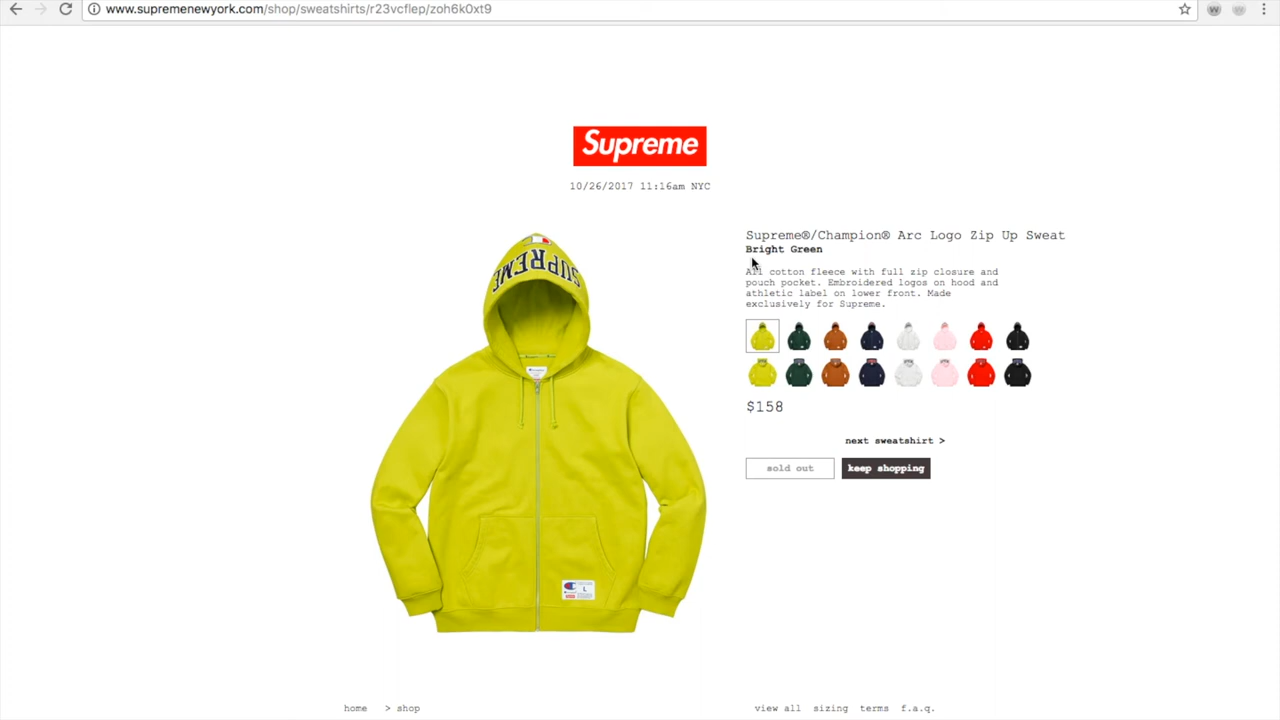 www.supremenewyork.com/shop/sweatshirts/r23vcflep/zoh6k0xt9
Supreme
10/26/2017 11:16am NYC
SUPREME
Supreme®/Champion® Arc Logo Zip Up Sweat
Bright Green
All cotton fleece with full zip closure and
pouch pocket. Embroidered logos on hood and
athletic label on lower front. Made
exclusively for Supreme.
$158
next sweatshirt >
sold out
keep shopping
L
home > shop
view all sizing terms f.a.q.